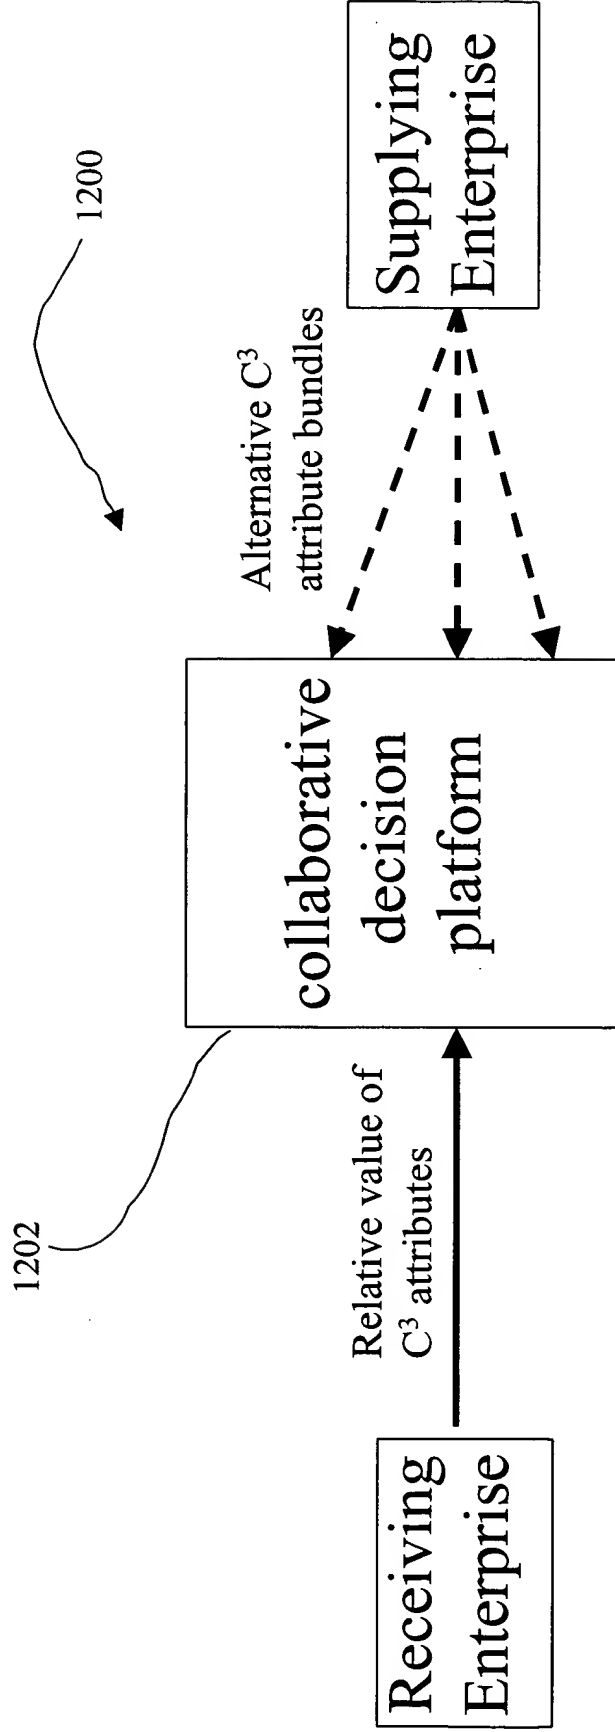 1200
1202
Receiving
Enterprise
Relative value of
C³ attributes
collaborative
decision
platform
Alternative C³
attribute bundles
Supplying
Enterprise